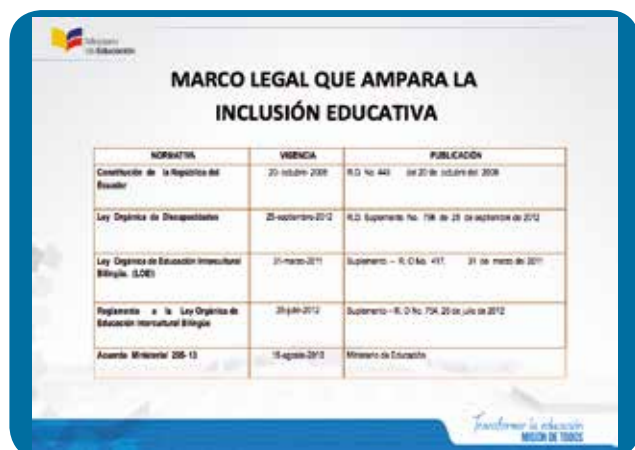 Ministerio
de Educación
MARCO LEGAL QUE AMPARA LA
INCLUSIÓN EDUCATIVA
NORMATIVA VIGENCIA PUBLICACIÓN
Constitución de la República del 20- octubre- 2008 R.O. No. 449 del 20 de octubre del 2008
Ecuador
Ley Orgánica de Discapacidades 25-septiembre-2012 R.O. Suplemento No. 796 de 25 de septiembre de 2012
Ley Orgánica de Educación Intercultural 31-marzo-2011 Suplemento – R. O No. 417, 31 de marzo de 2011
Bilingüe. (LOEI)
Reglamento a la Ley Orgánica de 26-julio-2012 Suplemento – R. O No. 754, 26 de julio de 2012
Educación Intercultural Bilingüe
Acuerdo Ministerial 295-13 15-agosto-2013 Ministerio de Educación
Transformar la educación
MISIÓN DE TODOS